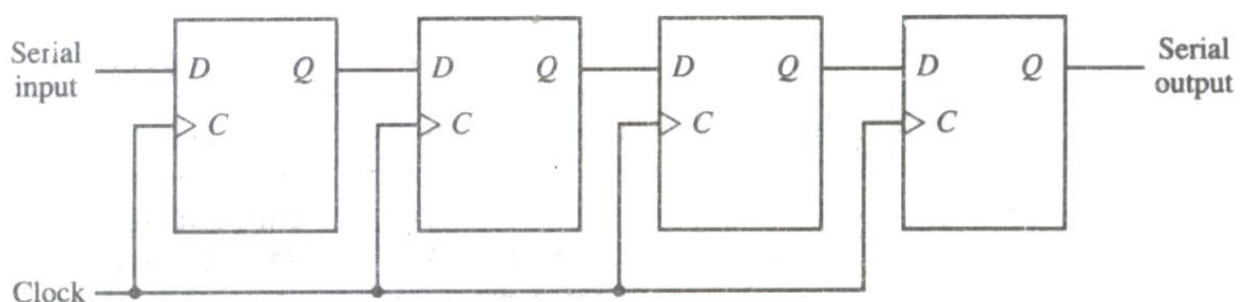 Serial
input
D Q D Q D Q D Q
Serial
output
C C C C
Clock